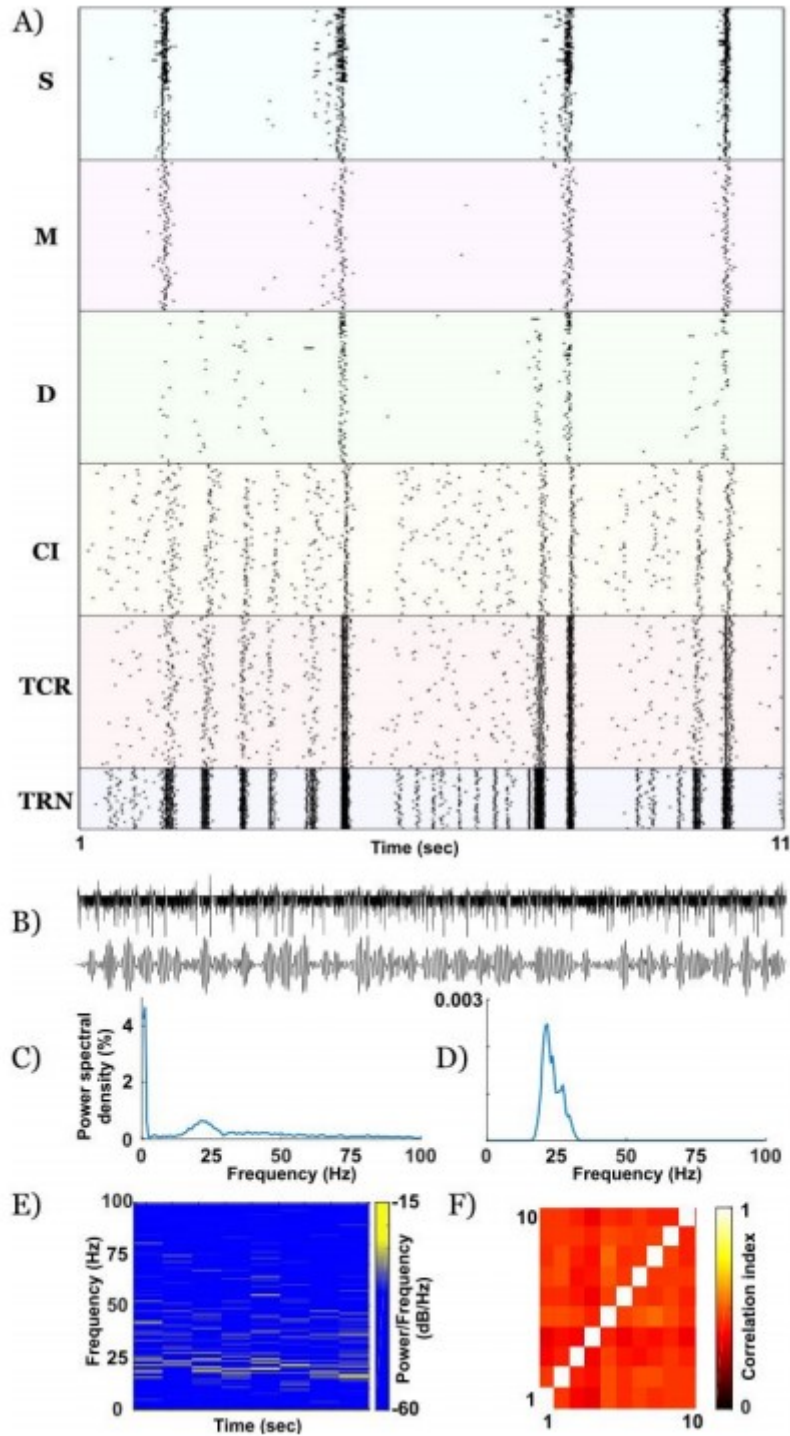 A)
S
M
D
CI
TCR
TRN
1
Time (sec)
11
B)
C)
Power spectral
density (%)
4
2
0
0
25
50
75
100
Frequency (Hz)
D)
0.003
0
25
50
75
100
Frequency (Hz)
E)
Frequency (Hz)
100
75
50
25
0
Time (sec)
-15
-60
Power/Frequency
(dB/Hz)
F)
10
1
1
10
1
0
Correlation index